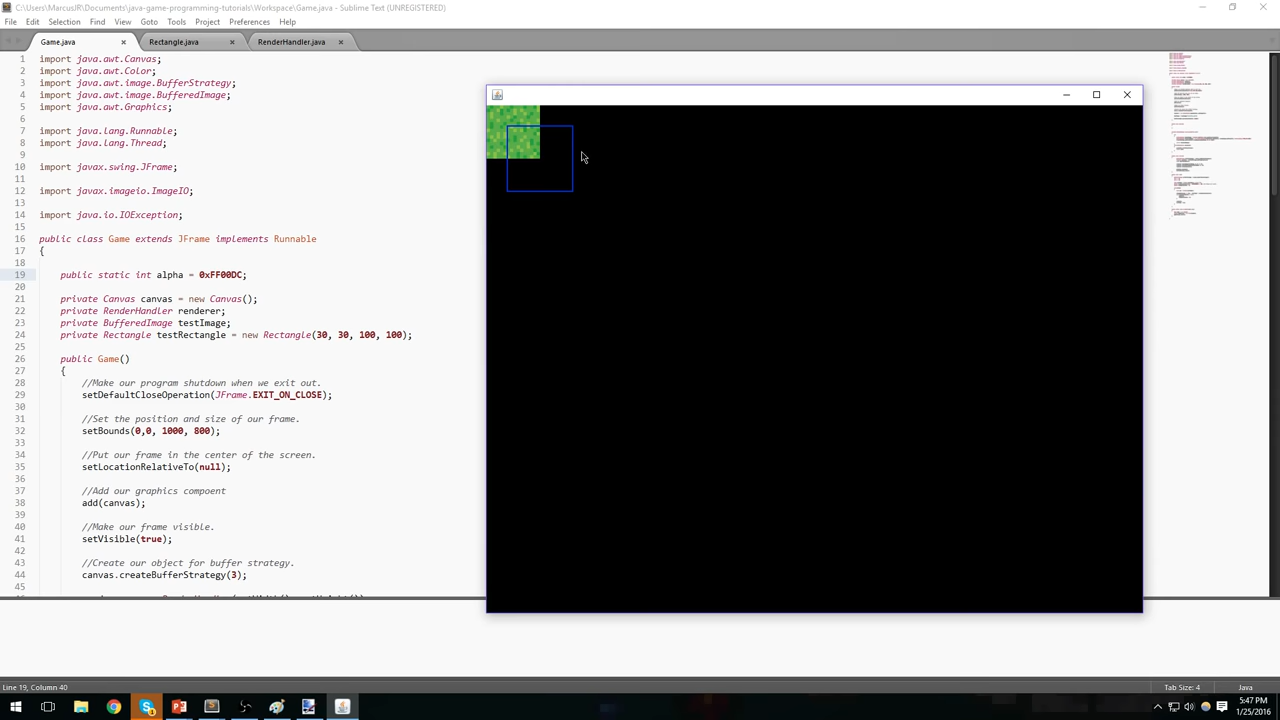 C:\Users\MarcusJR\Documents\java-game-programming-tutorials\Workspace\Game.java - Sublime Text (UNREGISTERED)
File Edit Selection Find View Goto Tools Project Preferences Help
Game.java Rectangle.java RenderHandler.java
1 import java.awt.Canvas;
2 import java.awt.Color;
3 import java.awt.image.BufferStrategy;
4 import java.awt.image.BufferedImage;
5 import java.awt.Graphics;
6
7 import java.lang.Runnable;
8 import java.lang.Thread;
9
10 import javax.swing.JFrame;
11
12 import javax.imageio.ImageIO;
13
14 import java.io.IOException;
15
16 public class Game extends JFrame implements Runnable
17 {
18
19 public static int alpha = 0xFF00DC;
20
21 private Canvas canvas = new Canvas();
22 private RenderHandler renderer;
23 private BufferedImage testImage;
24 private Rectangle testRectangle = new Rectangle(30, 30, 100, 100);
25
26 public Game()
27 {
28 //Make our program shutdown when we exit out.
29 setDefaultCloseOperation(JFrame.EXIT_ON_CLOSE);
30
31 //Set the position and size of our frame.
32 setBounds(0,0, 1000, 800);
33
34 //Put our frame in the center of the screen.
35 setLocationRelativeTo(null);
36
37 //Add our graphics compoent
38 add(canvas);
39
40 //Make our frame visible.
41 setVisible(true);
42
43 //Create our object for buffer strategy.
44 canvas.createBufferStrategy(3);
45
Line 19, Column 40 Tab Size: 4 Java
5:47 PM
1/25/2016